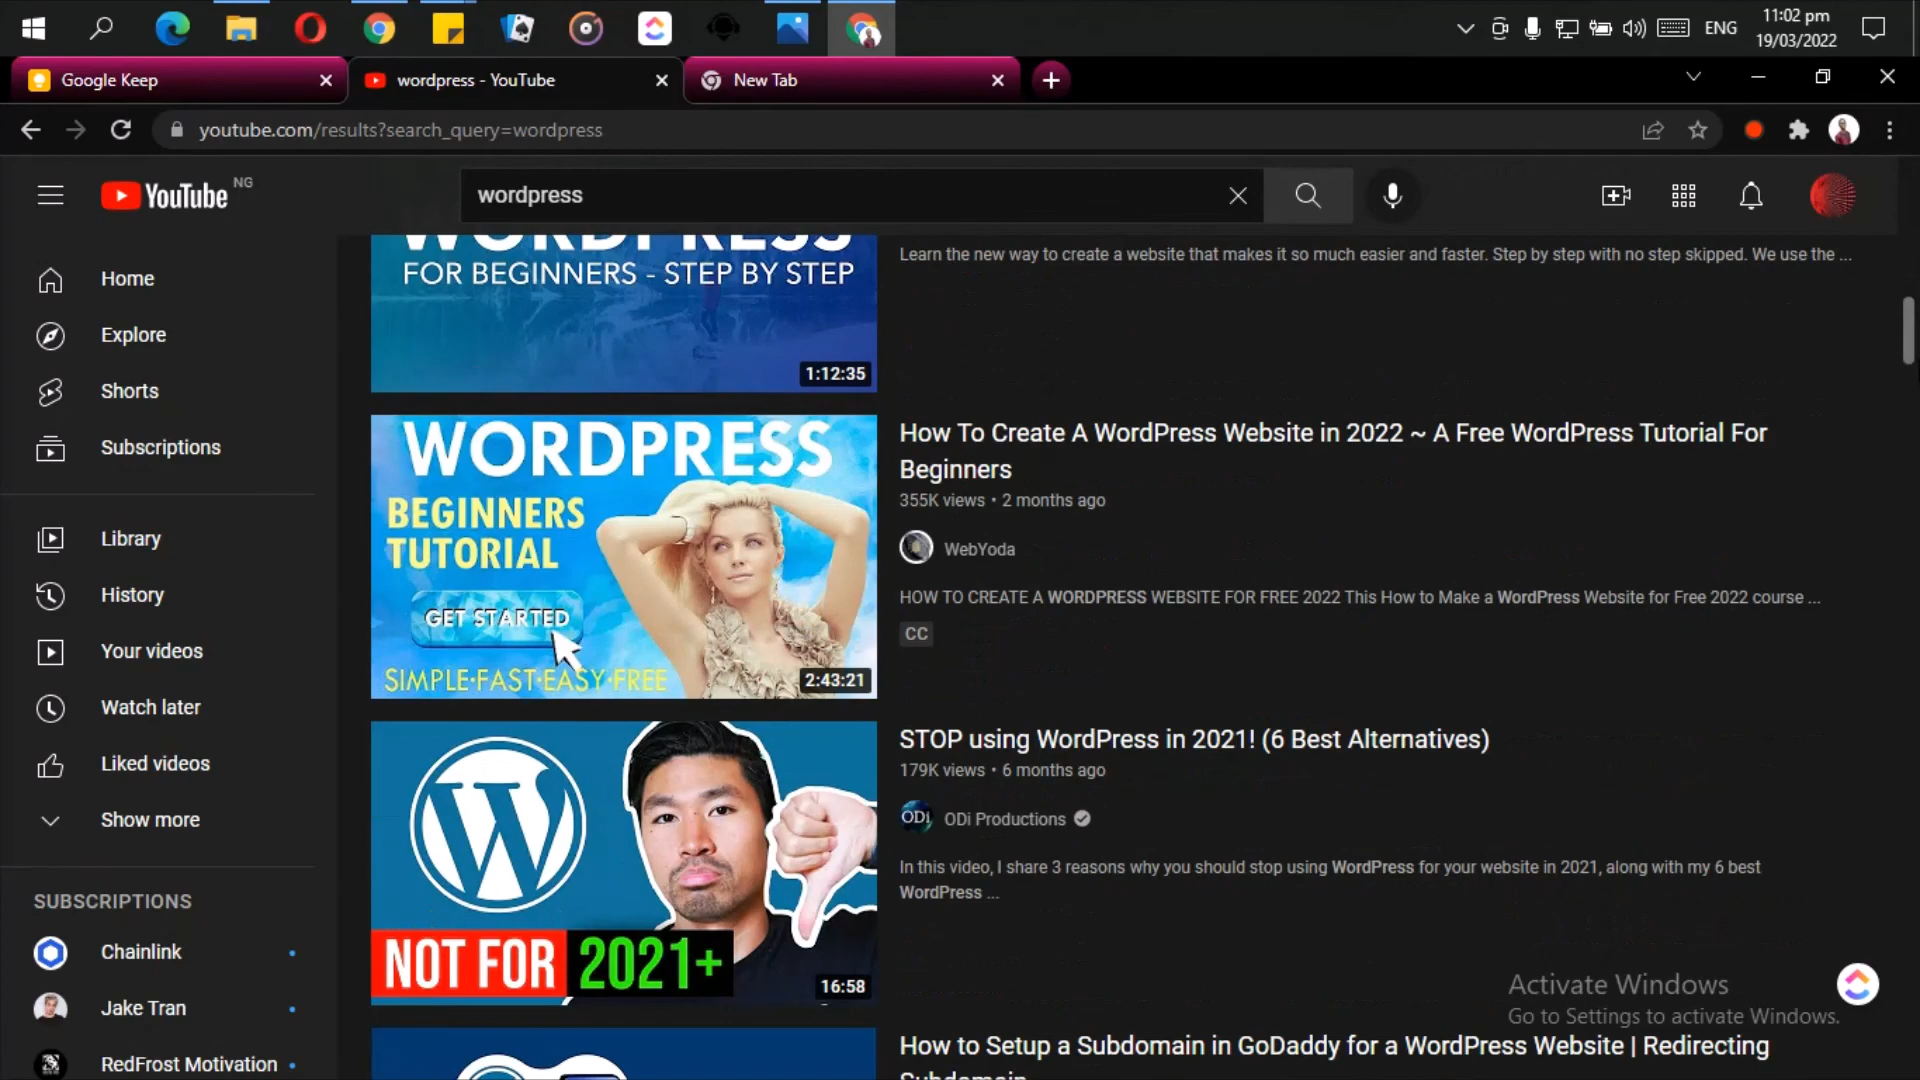 ENG
11:02 pm
19/03/2022
Google Keep
wordpress - YouTube
New Tab
youtube.com/results?search_query=wordpress
YouTube NG
wordpress
Home
Explore
Shorts
Subscriptions
Library
History
Your videos
Watch later
Liked videos
Show more
SUBSCRIPTIONS
Chainlink
Jake Tran
RedFrost Motivation
WORDPRESS
FOR BEGINNERS - STEP BY STEP
1:12:35
Learn the new way to create a website that makes it so much easier and faster. Step by step with no step skipped. We use the ...
WORDPRESS
BEGINNERS
TUTORIAL
GET STARTED
SIMPLE·FAST·EASY·FREE
2:43:21
How To Create A WordPress Website in 2022 ~ A Free WordPress Tutorial For
Beginners
355K views • 2 months ago
WebYoda
HOW TO CREATE A WORDPRESS WEBSITE FOR FREE 2022 This How to Make a WordPress Website for Free 2022 course ...
CC
NOT FOR 2021+
16:58
STOP using WordPress in 2021! (6 Best Alternatives)
179K views • 6 months ago
ODi
ODi Productions
In this video, I share 3 reasons why you should stop using WordPress for your website in 2021, along with my 6 best
WordPress ...
How to Setup a Subdomain in GoDaddy for a WordPress Website | Redirecting
Subdomain
Activate Windows
Go to Settings to activate Windows.